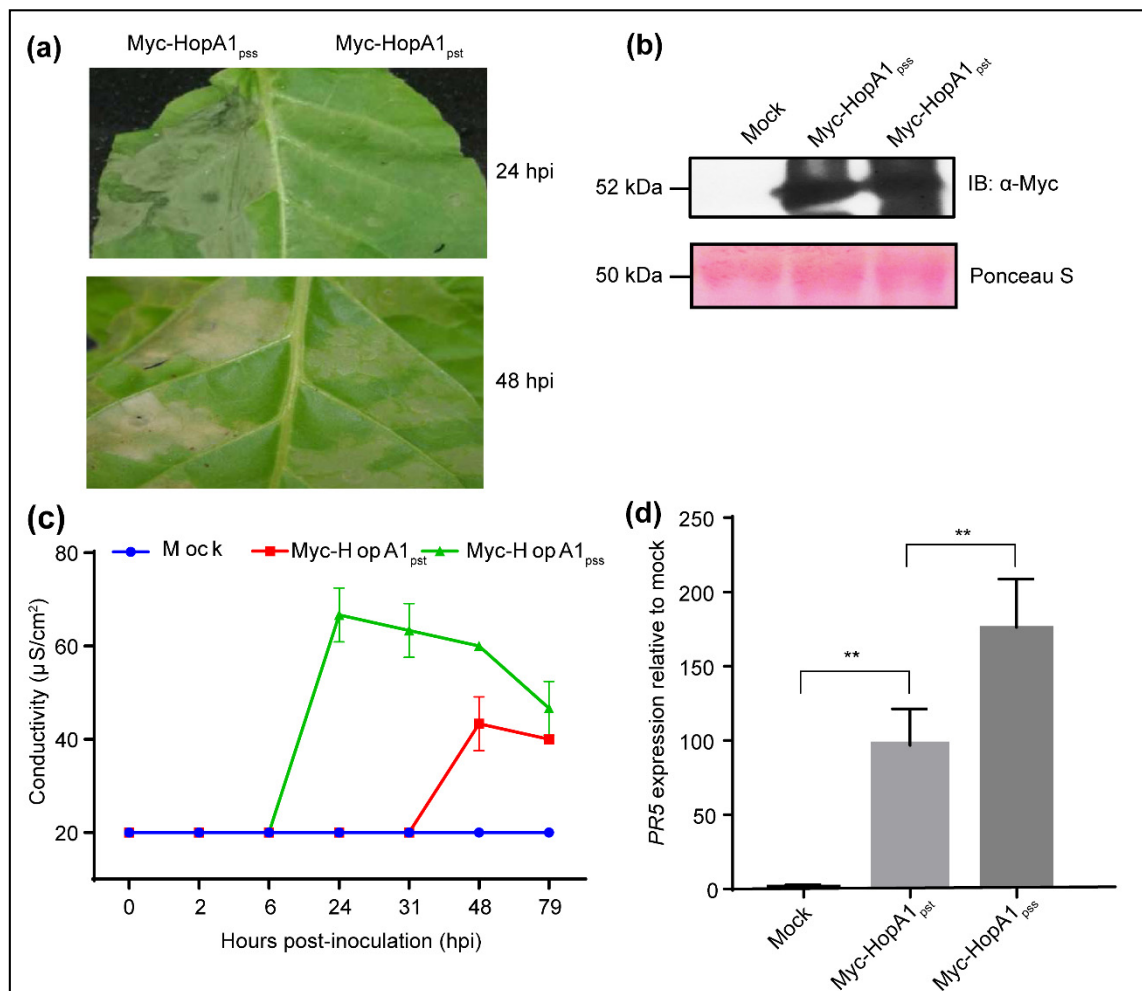 (a)
Myc-HopA1pss
Myc-HopA1pst
24 hpi
48 hpi
(b)
Mock
Myc-HopA1pss
Myc-HopA1pst
52 kDa
IB: α-Myc
50 kDa
Ponceau S
(c)
Mock
Myc-HopA1pst
Myc-HopA1pss
Conductivity (µ S/cm²)
80
60
40
20
0 2 6 24 31 48 79
Hours post-inoculation (hpi)
(d)
PR5 expression relative to mock
250
200
150
100
50
0
**
**
Mock
Myc-HopA1pst
Myc-HopA1pss